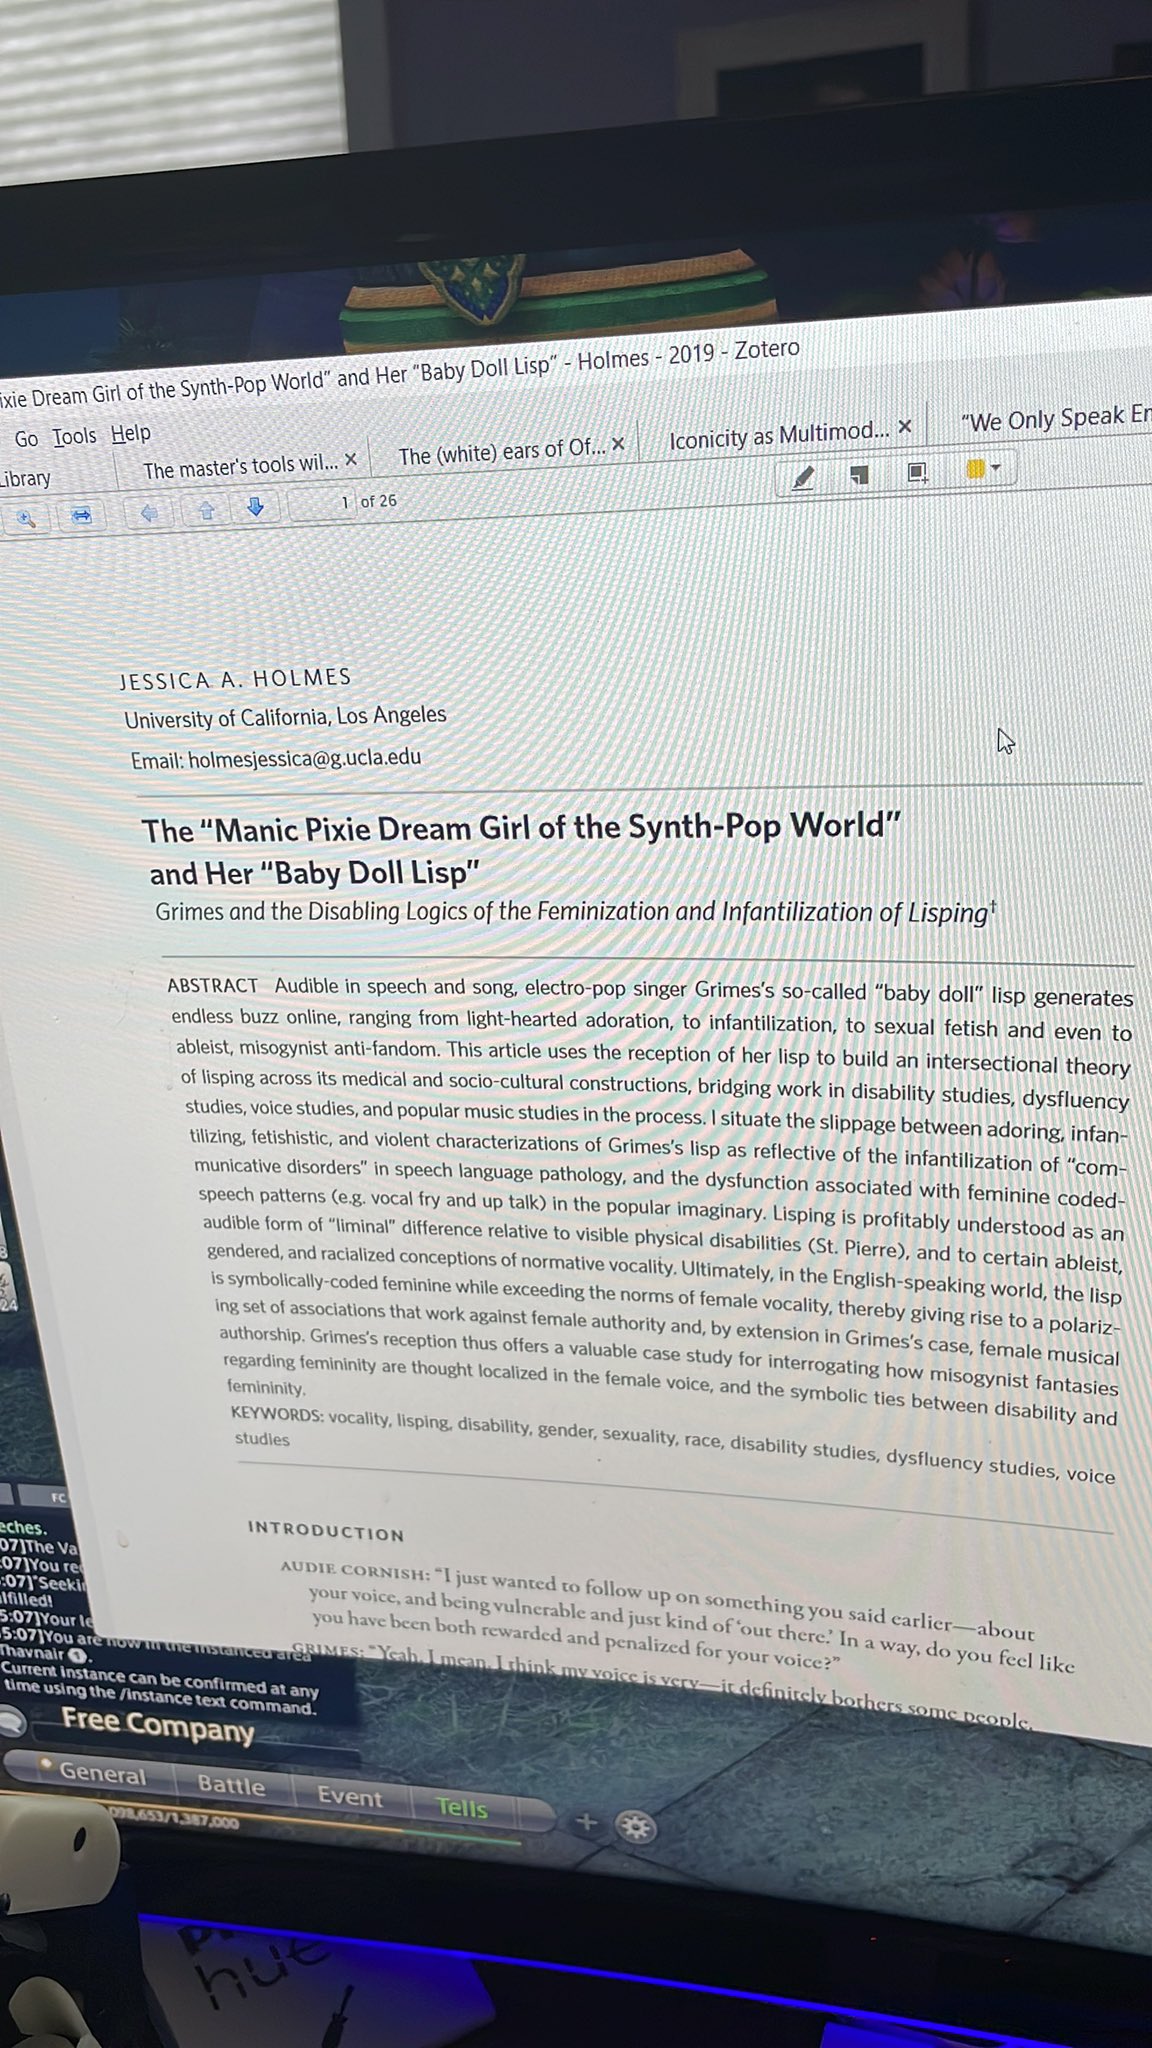 ixie Dream Girl of the Synth-Pop World” and Her “Baby Doll Lisp” - Holmes - 2019 - Zotero
Go Tools Help
Library
The master's tools wil... ×
The (white) ears of Of... ×
Iconicity as Multimod... ×
“We Only Speak En
1 of 26
JESSICA A. HOLMES
University of California, Los Angeles
Email: holmesjessica@g.ucla.edu
The “Manic Pixie Dream Girl of the Synth-Pop World”
and Her “Baby Doll Lisp”
Grimes and the Disabling Logics of the Feminization and Infantilization of Lisping†
ABSTRACT Audible in speech and song, electro-pop singer Grimes’s so-called “baby doll” lisp generates
endless buzz online, ranging from light-hearted adoration, to infantilization, to sexual fetish and even to
ableist, misogynist anti-fandom. This article uses the reception of her lisp to build an intersectional theory
of lisping across its medical and socio-cultural constructions, bridging work in disability studies, dysfluency
studies, voice studies, and popular music studies in the process. I situate the slippage between adoring, infan-
tilizing, fetishistic, and violent characterizations of Grimes’s lisp as reflective of the infantilization of “com-
municative disorders” in speech language pathology, and the dysfunction associated with feminine coded-
speech patterns (e.g. vocal fry and up talk) in the popular imaginary. Lisping is profitably understood as an
audible form of “liminal” difference relative to visible physical disabilities (St. Pierre), and to certain ableist,
gendered, and racialized conceptions of normative vocality. Ultimately, in the English-speaking world, the lisp
is symbolically-coded feminine while exceeding the norms of female vocality, thereby giving rise to a polariz-
ing set of associations that work against female authority and, by extension in Grimes’s case, female musical
authorship. Grimes’s reception thus offers a valuable case study for interrogating how misogynist fantasies
regarding femininity are thought localized in the female voice, and the symbolic ties between disability and
femininity.
KEYWORDS: vocality, lisping, disability, gender, sexuality, race, disability studies, dysfluency studies, voice
studies
INTRODUCTION
AUDIE CORNISH: “I just wanted to follow up on something you said earlier—about
your voice, and being vulnerable and just kind of ‘out there.’ In a way, do you feel like
you have been both rewarded and penalized for your voice?”
GRIMES: “Yeah, I mean, I think my voice is very—it definitely bothers some people.
FC
eches.
07]The Va
:07]You re
:07]"Seeki
lfilled!
5:07]Your le
5:07]You are now in the instanced area
Thavnair 1.
Current instance can be confirmed at any
time using the /instance text command.
Free Company
General
Battle
Event
Tells
098,653/1,387,000
hue